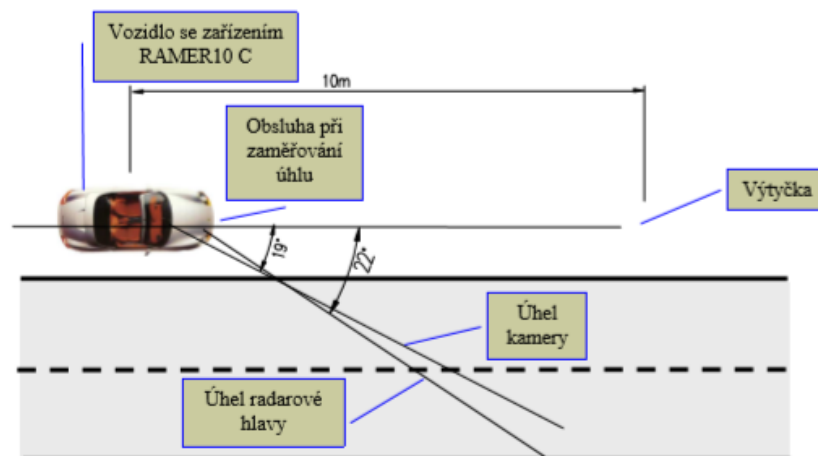 Vozidlo se zařízením
RAMER10 C
10m
Obsluha při
zaměřování
úhlu
Výtyčka
19°
22°
Úhel
kamery
Úhel radarové
hlavy